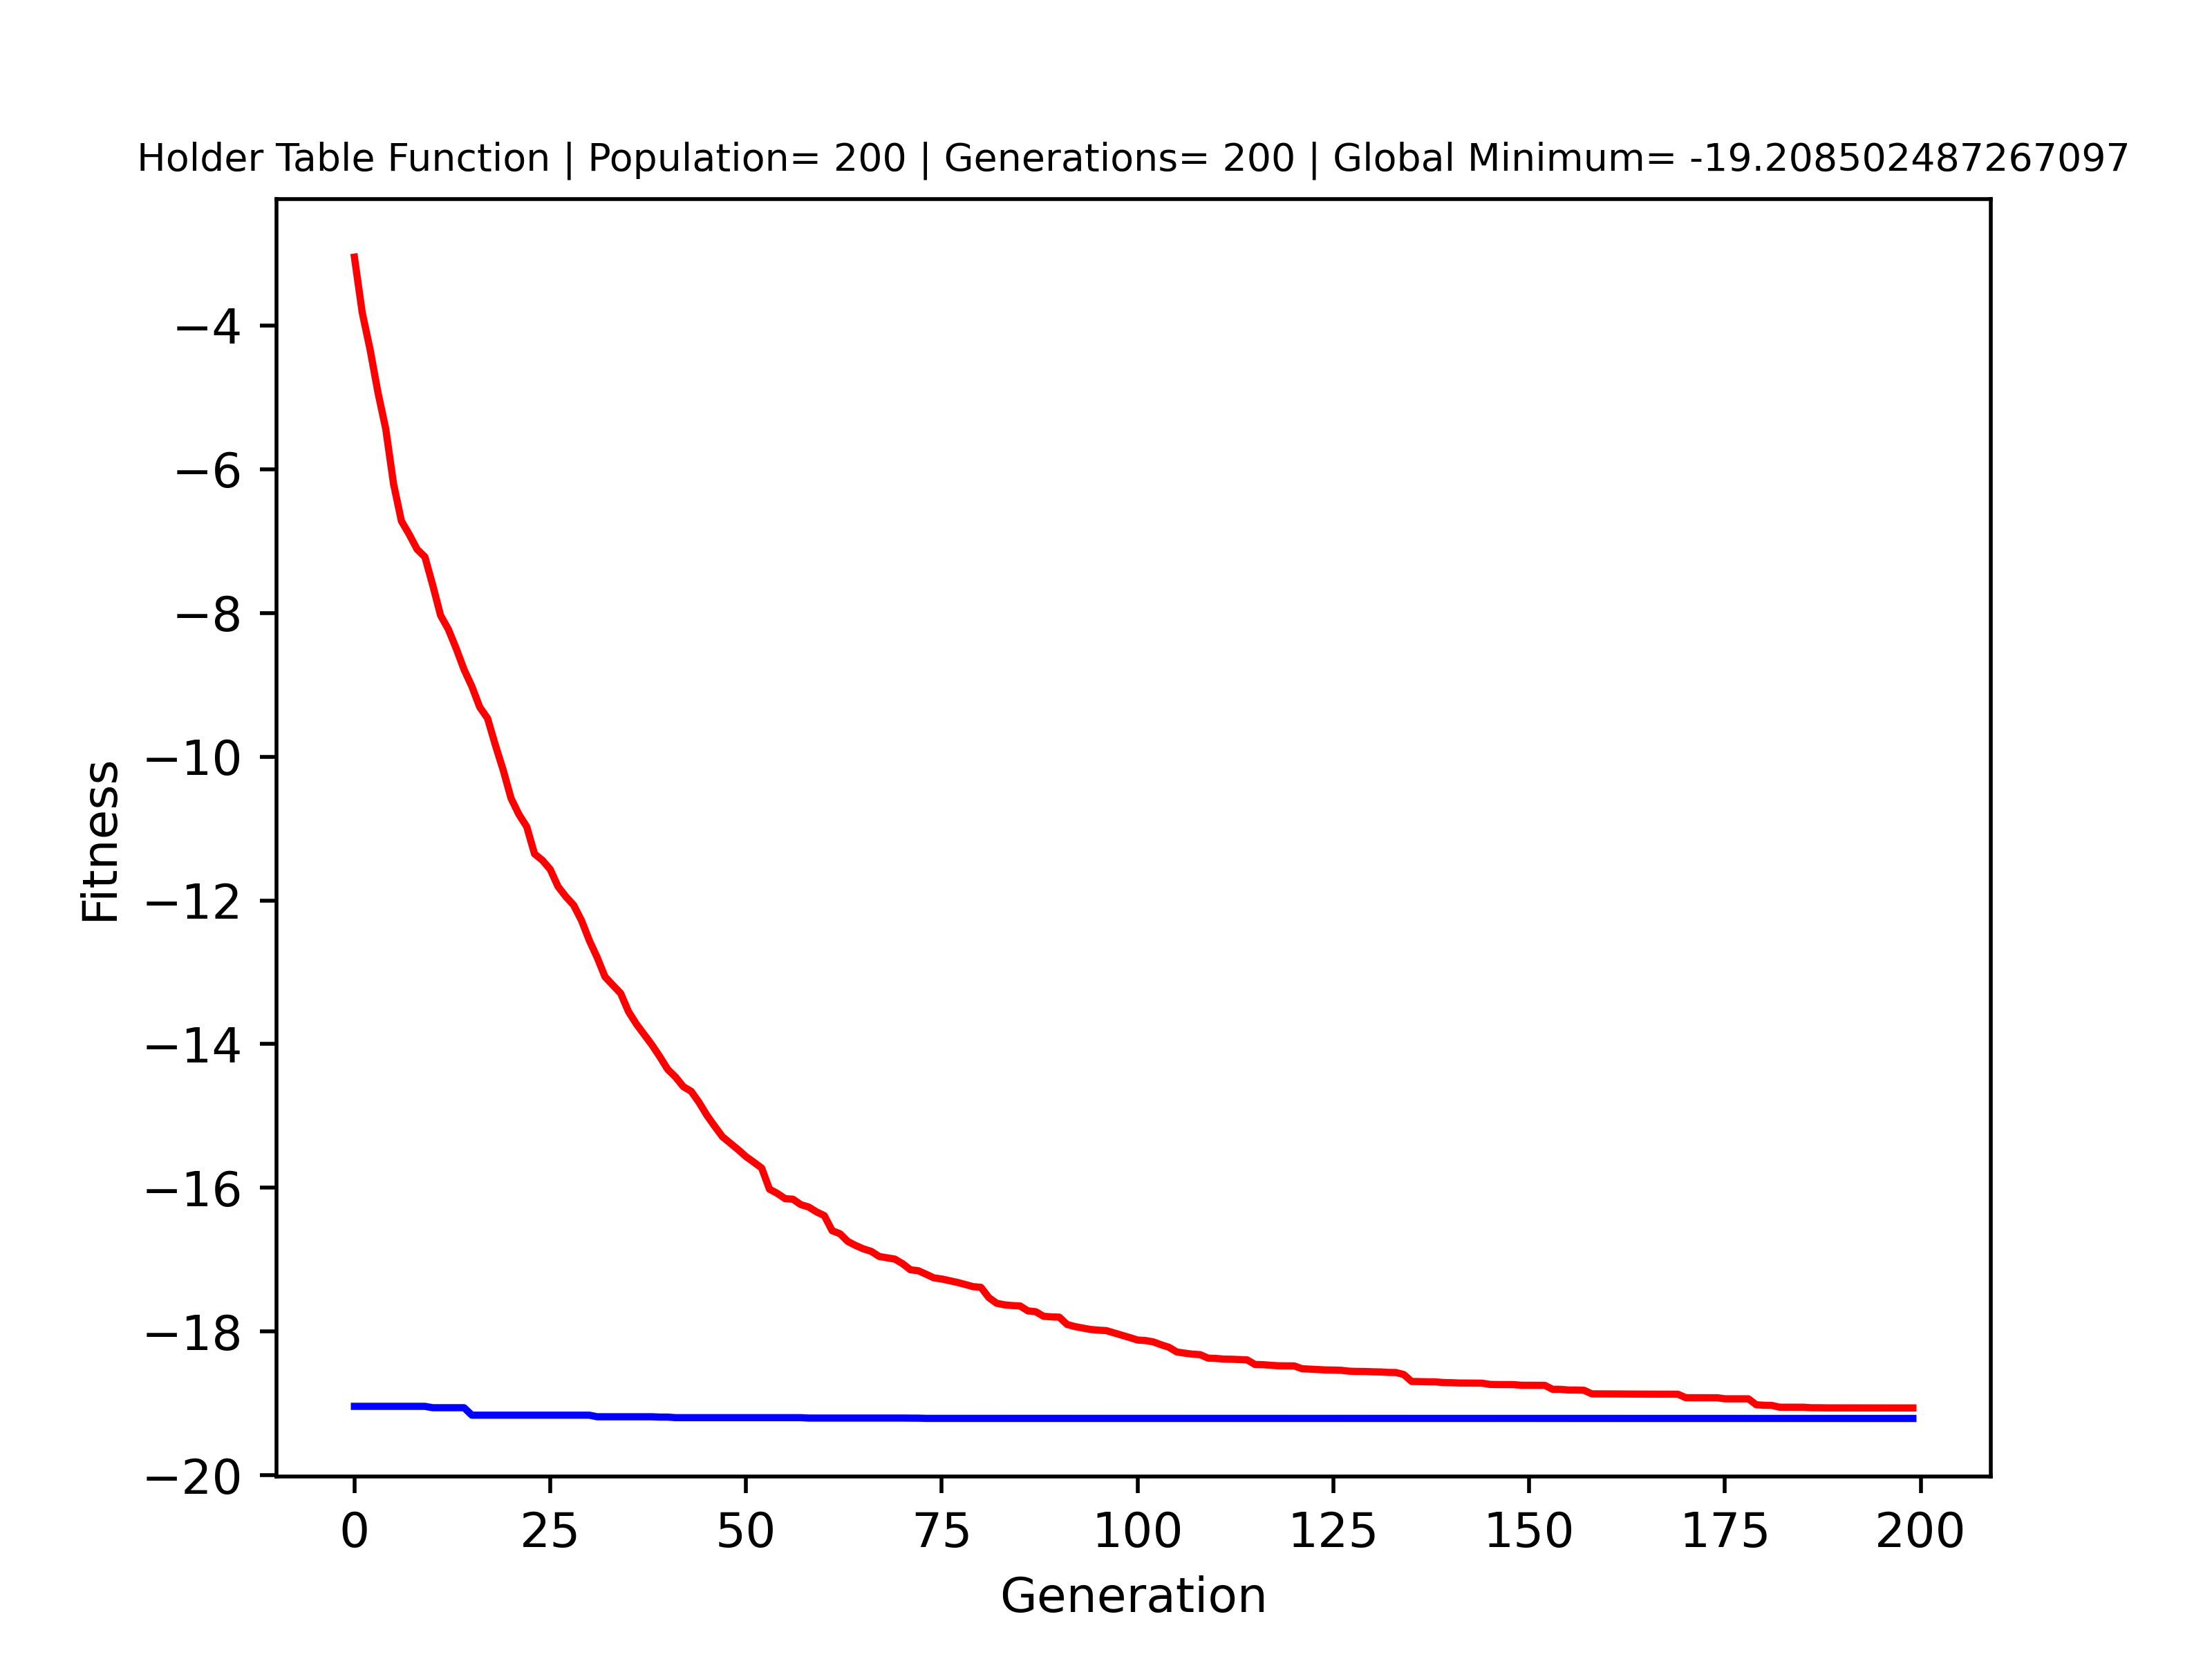 Holder Table Function | Population= 200 | Generations= 200 | Global Minimum= -19.208502487267097
−4
−6
−8
−10
−12
−14
−16
−18
−20
Fitness
0 25 50 75 100 125 150 175 200
Generation